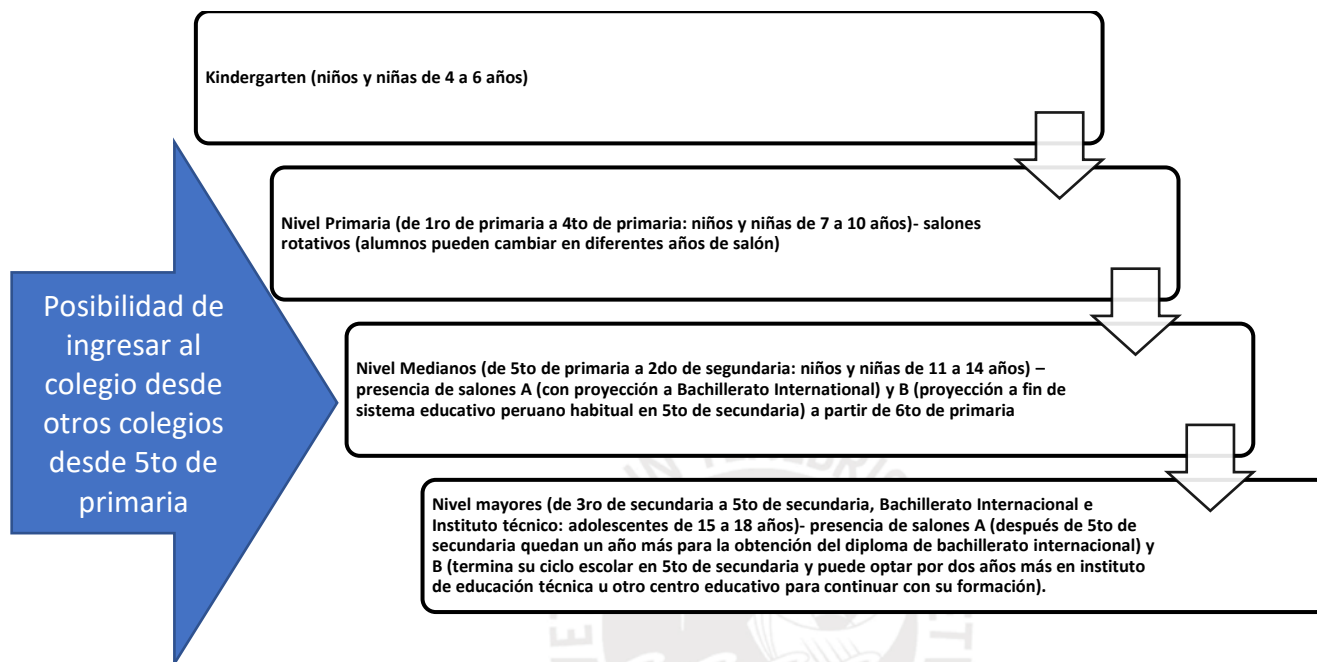 Kindergarten (niños y niñas de 4 a 6 años)
Nivel Primaria (de 1ro de primaria a 4to de primaria: niños y niñas de 7 a 10 años)- salones
rotativos (alumnos pueden cambiar en diferentes años de salón)
Posibilidad de
ingresar al
colegio desde
otros colegios
desde 5to de
primaria
Nivel Medianos (de 5to de primaria a 2do de segundaria: niños y niñas de 11 a 14 años) –
presencia de salones A (con proyección a Bachillerato International) y B (proyección a fin de
sistema educativo peruano habitual en 5to de secundaria) a partir de 6to de primaria
Nivel mayores (de 3ro de secundaria a 5to de secundaria, Bachillerato Internacional e
Instituto técnico: adolescentes de 15 a 18 años)- presencia de salones A (después de 5to de
secundaria quedan un año más para la obtención del diploma de bachillerato internacional) y
B (termina su ciclo escolar en 5to de secundaria y puede optar por dos años más en instituto
de educación técnica u otro centro educativo para continuar con su formación).